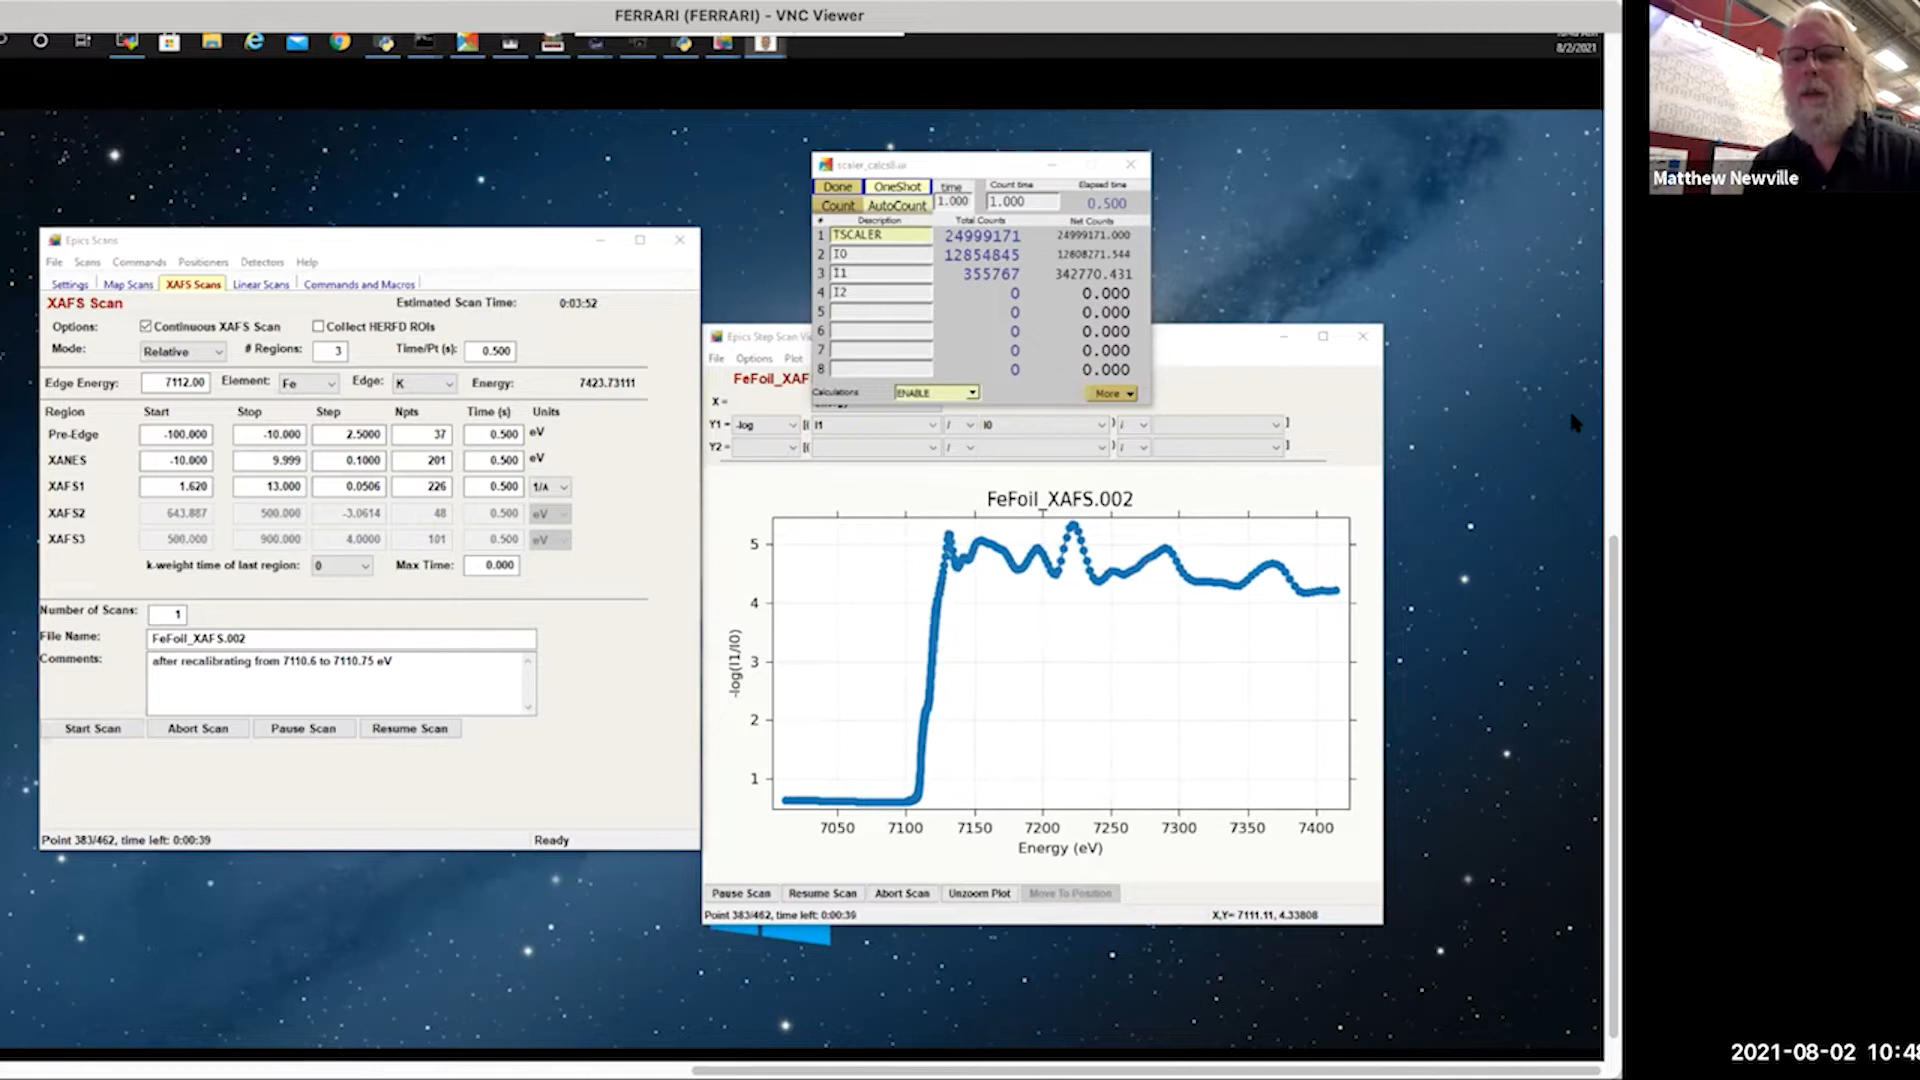 FERRARI (FERRARI) - VNC Viewer
8/2/2021
Matthew Newville
Epics Scans
File Scans Commands Positioners Detectors Help
Settings Map Scans XAFS Scans Linear Scans Commands and Macros
XAFS Scan Estimated Scan Time: 0:03:52
Options: Continuous XAFS Scan Collect HERFD ROIs
Mode: Relative # Regions: 3 Time/Pt (s): 0.500
Edge Energy: 7112.00 Element: Fe Edge: K Energy: 7423.73111
Region Start Stop Step Npts Time (s) Units
Pre-Edge -100.000 -10.000 2.5000 37 0.500 eV
XANES -10.000 9.999 0.1000 201 0.500 eV
XAFS1 1.620 13.000 0.0506 226 0.500 1/A
XAFS2 643.887 500.000 -3.0614 48 0.500 eV
XAFS3 500.000 900.000 4.0000 101 0.500 eV
k-weight time of last region: 0 Max Time: 0.000
Number of Scans: 1
File Name: FeFoil_XAFS.002
Comments: after recalibrating from 7110.6 to 7110.75 eV
Start Scan Abort Scan Pause Scan Resume Scan
Point 383/462, time left: 0:00:39 Ready
scaler_calcs8.ui
Done OneShot time Count time Elapsed time
Count AutoCount 1.000 1.000 0.500
# Description Total Counts Net Counts
1 TSCALER 24999171 24999171.000
2 I0 12854845 12808271.544
3 I1 355767 342770.431
4 I2 0 0.000
5 0 0.000
6 0 0.000
7 0 0.000
8 0 0.000
Calculations ENABLE More
Epics Step Scan Vi
File Options Plot
FeFoil_XAF
X =
Y1 = -log [( I1 / I0 ) / ]
Y2 = [( / ) / ]
FeFoil_XAFS.002
5
4
3
2
1
-log(I1/I0)
7050 7100 7150 7200 7250 7300 7350 7400
Energy (eV)
Pause Scan Resume Scan Abort Scan Unzoom Plot Move To Position
Point 383/462, time left: 0:00:39 X,Y= 7111.11, 4.33808
2021-08-02 10:48